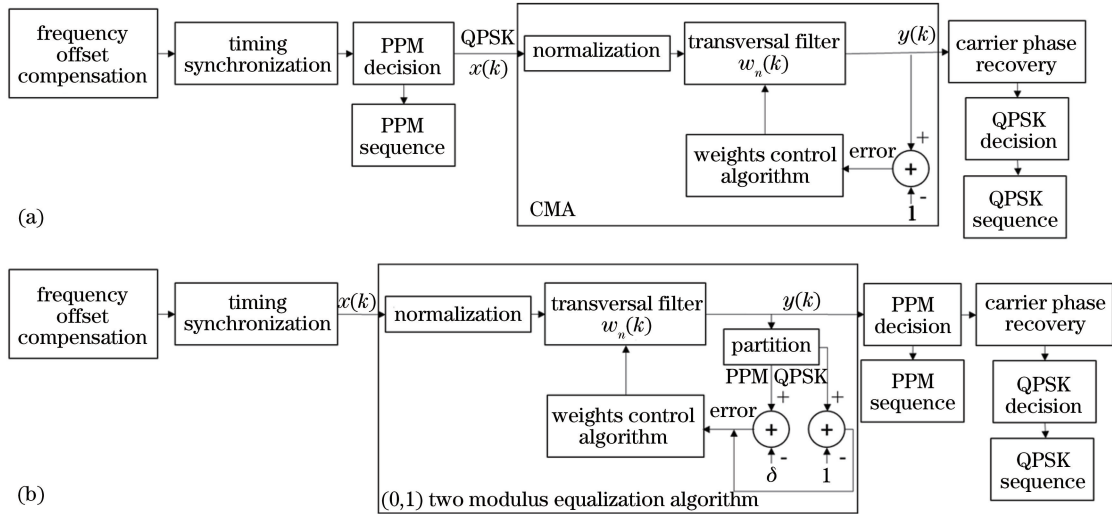 frequency
offset
compensation
timing
synchronization
PPM
decision
PPM
sequence
QPSK
x(k)
normalization
transversal filter
wₙ(k)
y(k)
weights control
algorithm
error
+
+
-
1
CMA
carrier phase
recovery
QPSK
decision
QPSK
sequence
(a)
frequency
offset
compensation
timing
synchronization
x(k)
normalization
transversal filter
wₙ(k)
y(k)
partition
PPM QPSK
weights control
algorithm
error
+ +
+ +
- -
δ 1
(0,1) two modulus equalization algorithm
PPM
decision
PPM
sequence
carrier phase
recovery
QPSK
decision
QPSK
sequence
(b)